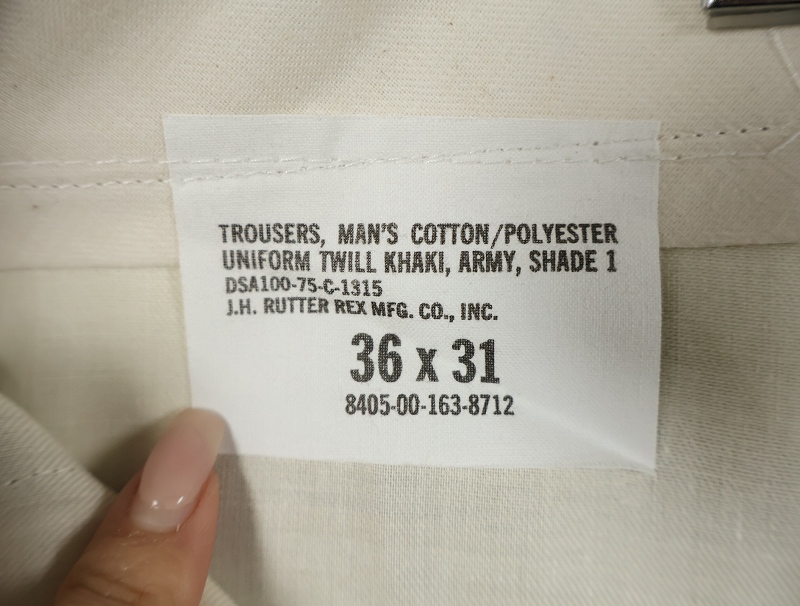 TROUSERS, MAN'S COTTON/POLYESTER
UNIFORM TWILL KHAKI, ARMY, SHADE 1
DSA100-75-C-1315
J.H. RUTTER REX MFG. CO., INC.
36 x 31
8405-00-163-8712